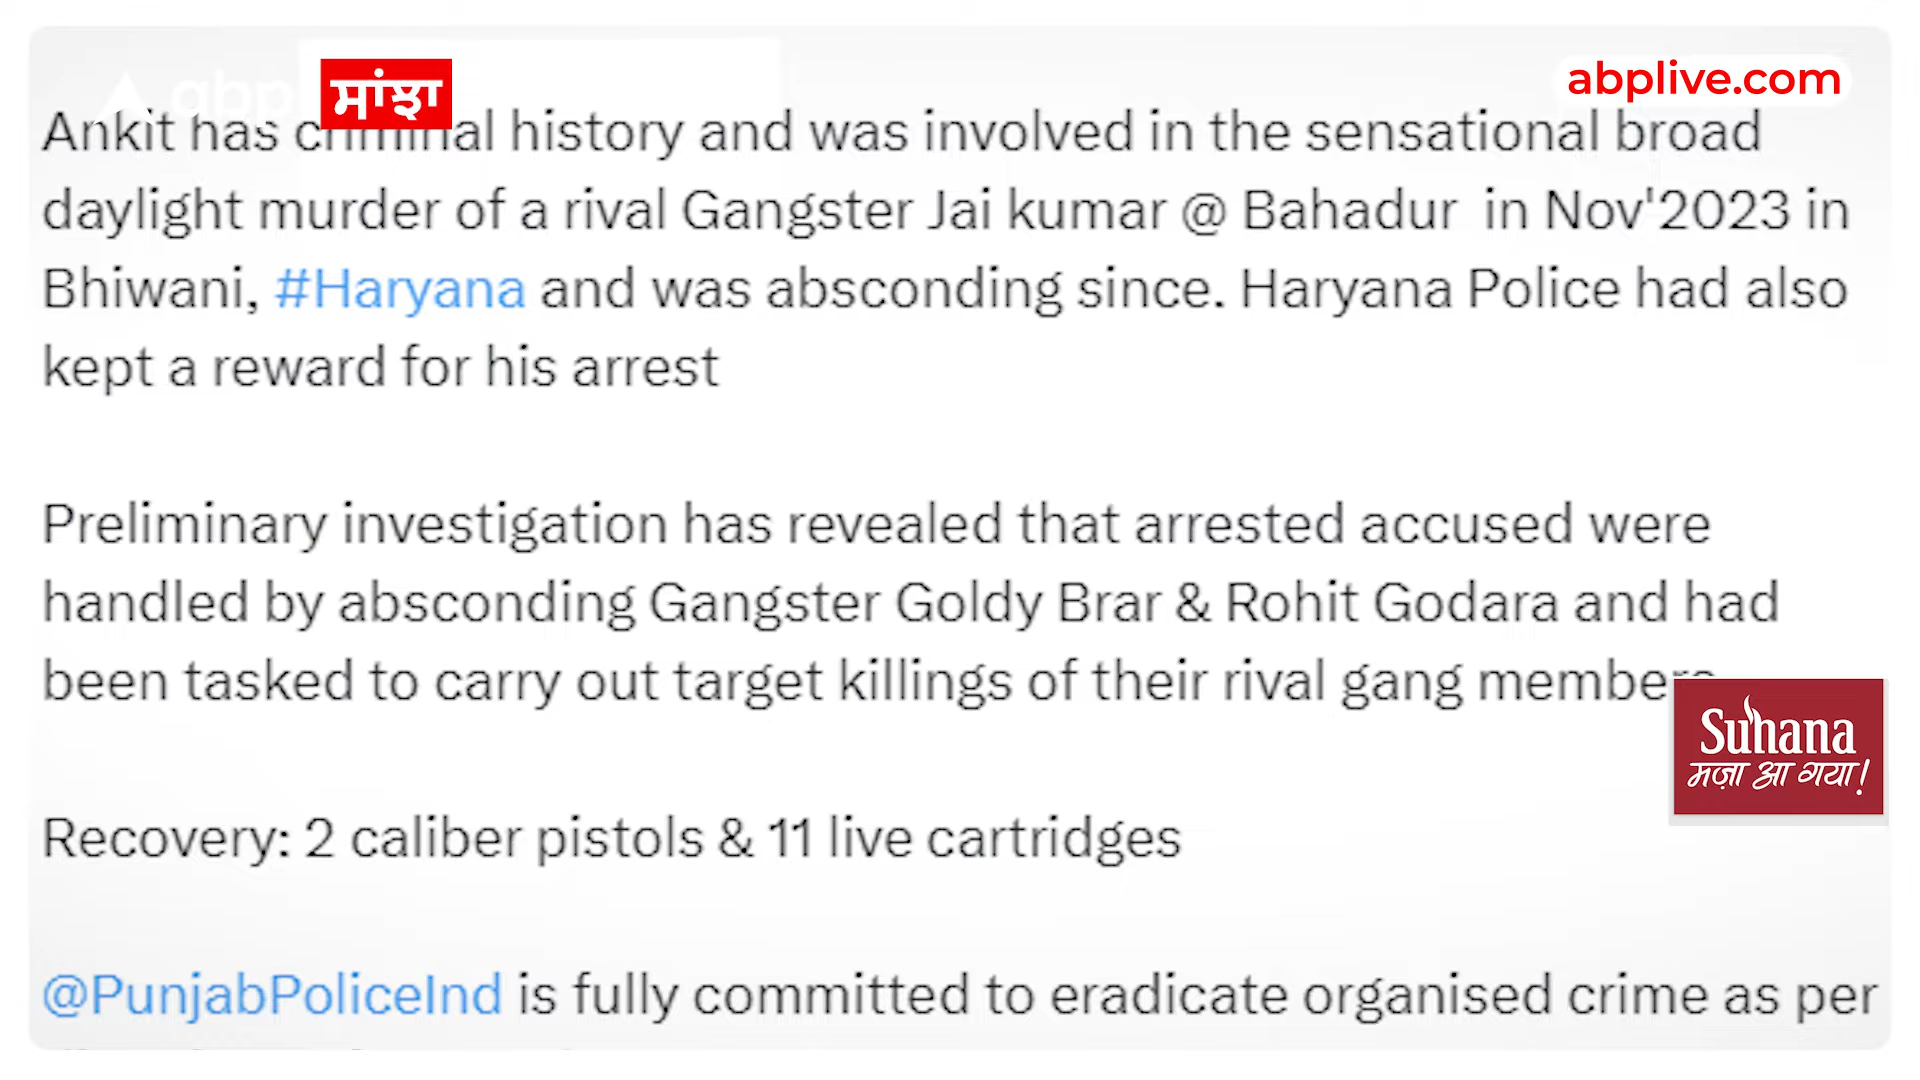 abp ਸਾਂਝਾ
abplive.com
Ankit has criminal history and was involved in the sensational broad
daylight murder of a rival Gangster Jai kumar @ Bahadur in Nov'2023 in
Bhiwani, #Haryana and was absconding since. Haryana Police had also
kept a reward for his arrest
Preliminary investigation has revealed that arrested accused were
handled by absconding Gangster Goldy Brar & Rohit Godara and had
been tasked to carry out target killings of their rival gang members
Suhana
मज़ा आ गया!
Recovery: 2 caliber pistols & 11 live cartridges
@PunjabPoliceInd is fully committed to eradicate organised crime as per